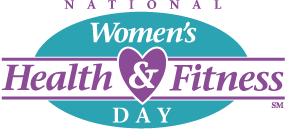 NATIONAL
Women's
Health & Fitness
SM
DAY